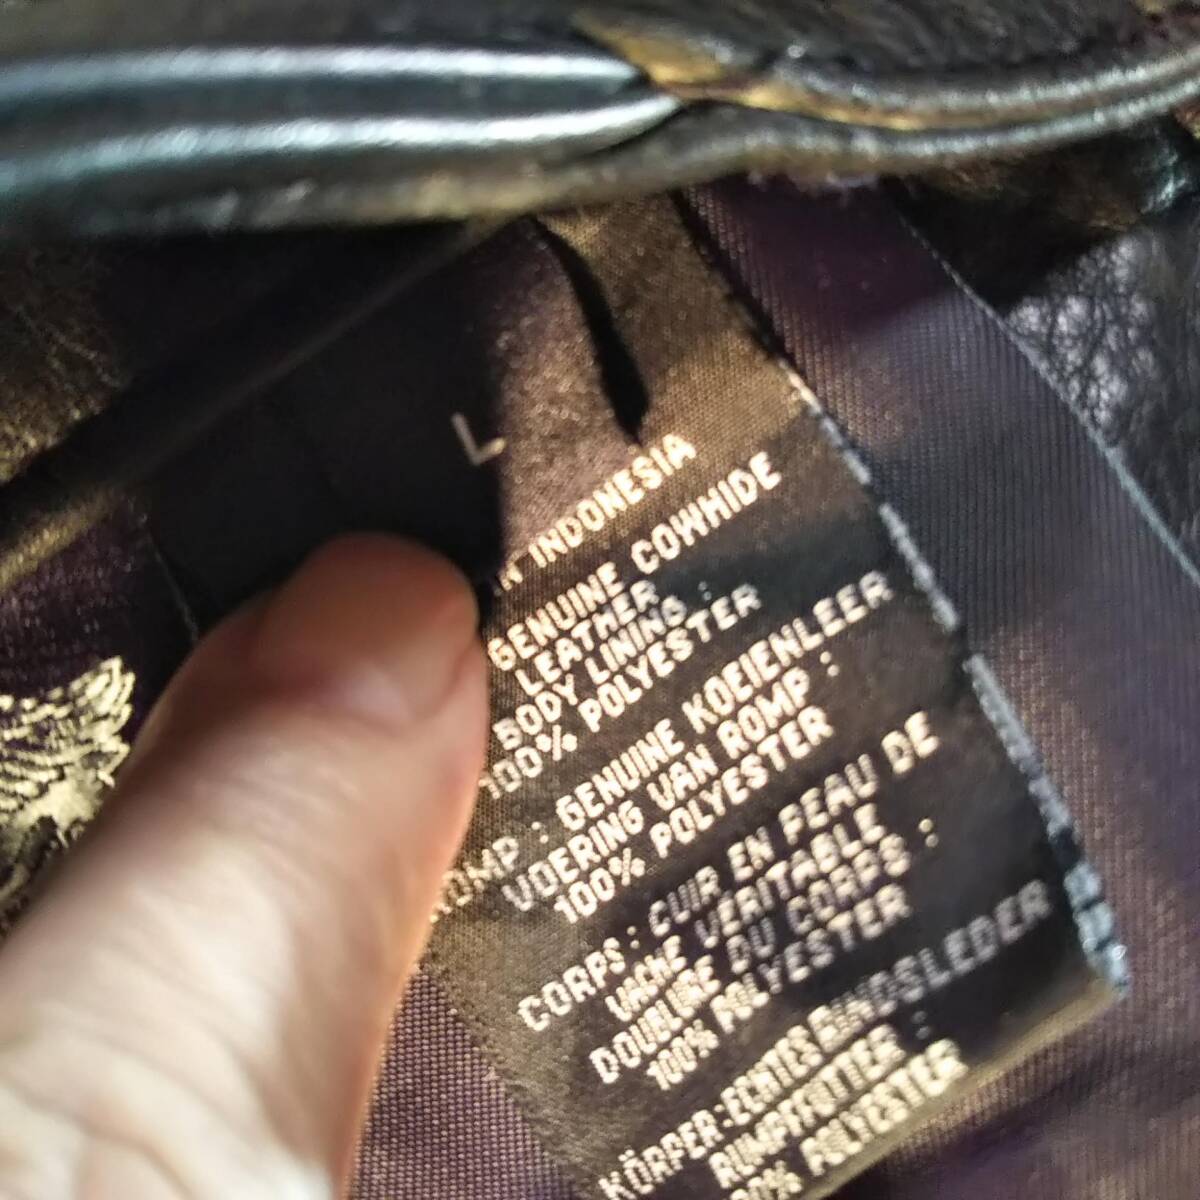 L
INDONESIA
GENUINE COWHIDE
LEATHER
BODY LINING :
100% POLYESTER
ROMP : GENUINE KOEIENLEER
VOERING VAN ROMP :
100% POLYESTER
CORPS : CUIR EN PEAU DE
VACHE VERITABLE
DOUBLURE DU CORPS :
100% POLYESTER
KÖRPER:ECHTES RINDSLEDER
RUMPFFUTTER :
POLYESTER